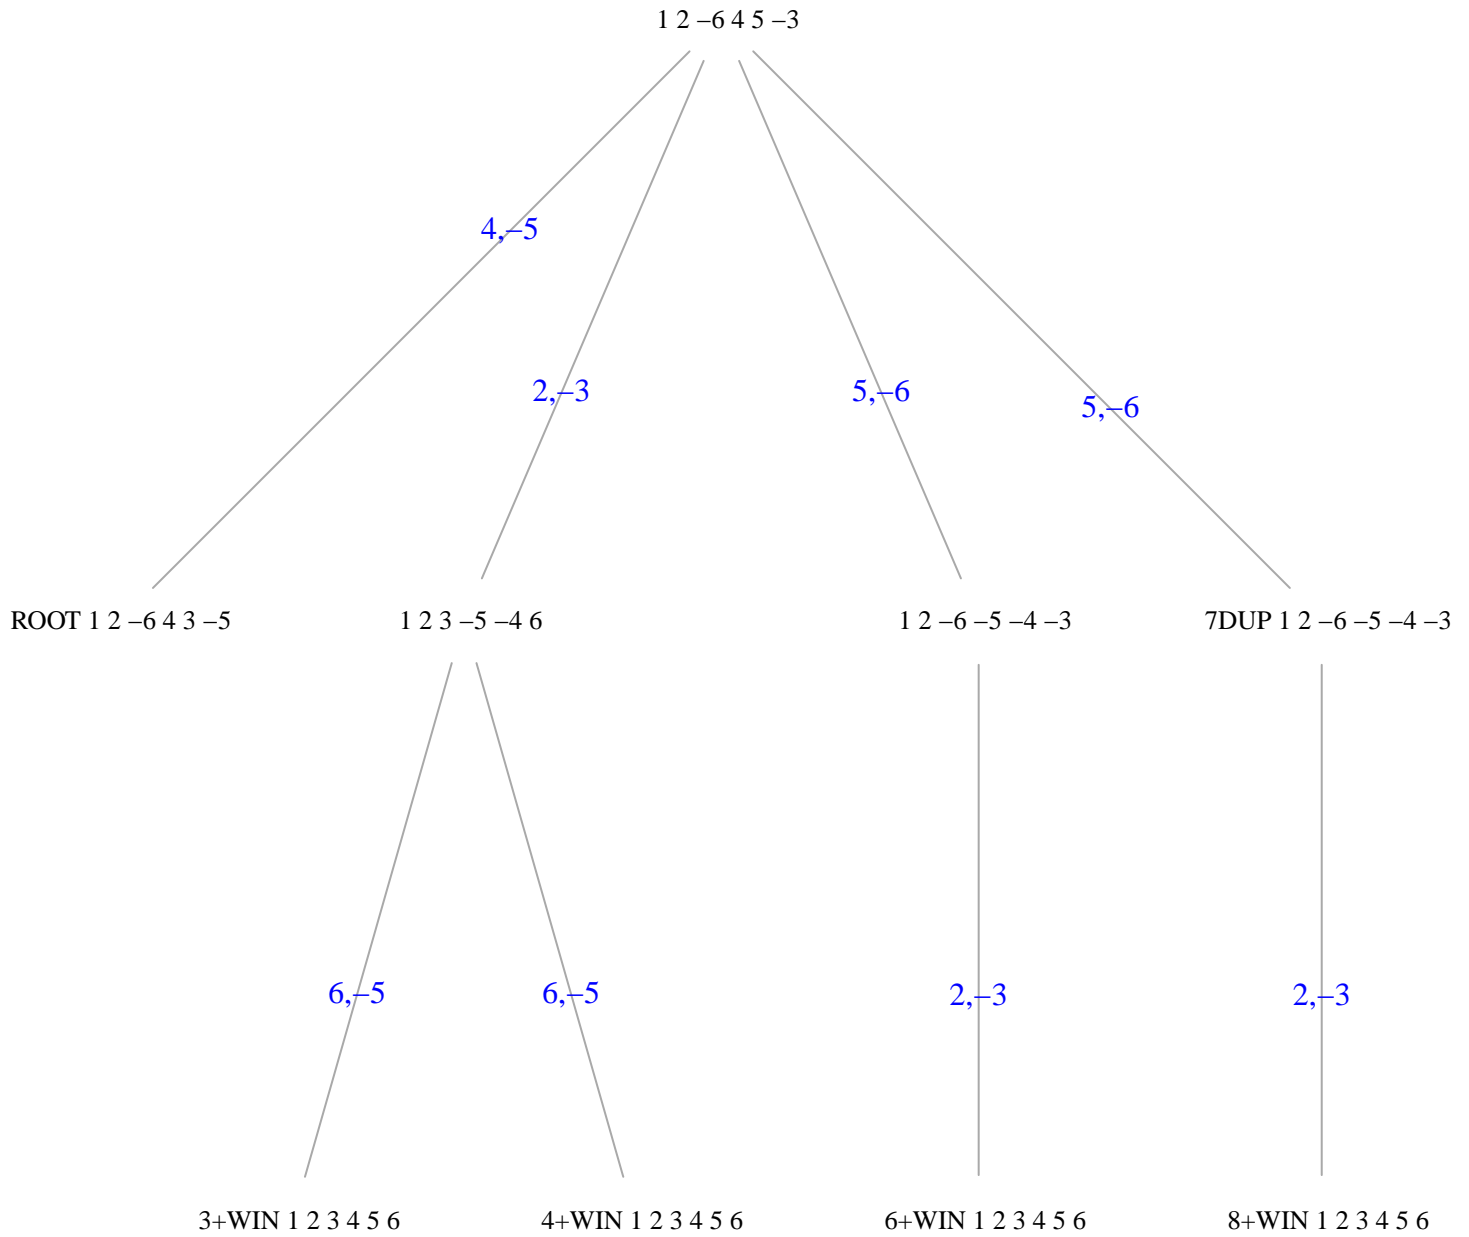 1 2 –6 4 5 –3
4,–5
2,–3
5,–6
5,–6
ROOT 1 2 –6 4 3 –5
1 2 3 –5 –4 6
1 2 –6 –5 –4 –3
7DUP 1 2 –6 –5 –4 –3
6,–5
6,–5
2,–3
2,–3
3+WIN 1 2 3 4 5 6
4+WIN 1 2 3 4 5 6
6+WIN 1 2 3 4 5 6
8+WIN 1 2 3 4 5 6